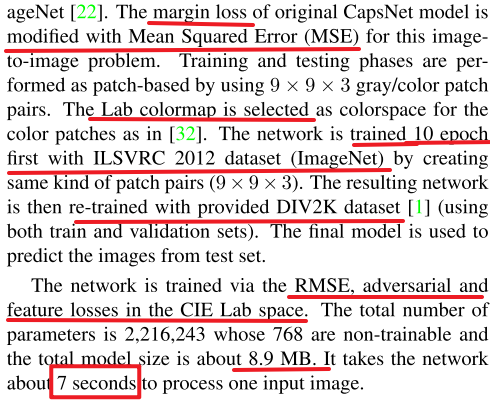 ageNet [22]. The margin loss of original CapsNet model is
modified with Mean Squared Error (MSE) for this image-
to-image problem. Training and testing phases are per-
formed as patch-based by using 9 × 9 × 3 gray/color patch
pairs. The Lab colormap is selected as colorspace for the
color patches as in [32]. The network is trained 10 epoch
first with ILSVRC 2012 dataset (ImageNet) by creating
same kind of patch pairs (9 × 9 × 3). The resulting network
is then re-trained with provided DIV2K dataset [1] (using
both train and validation sets). The final model is used to
predict the images from test set.
The network is trained via the RMSE, adversarial and
feature losses in the CIE Lab space. The total number of
parameters is 2,216,243 whose 768 are non-trainable and
the total model size is about 8.9 MB. It takes the network
about 7 seconds to process one input image.